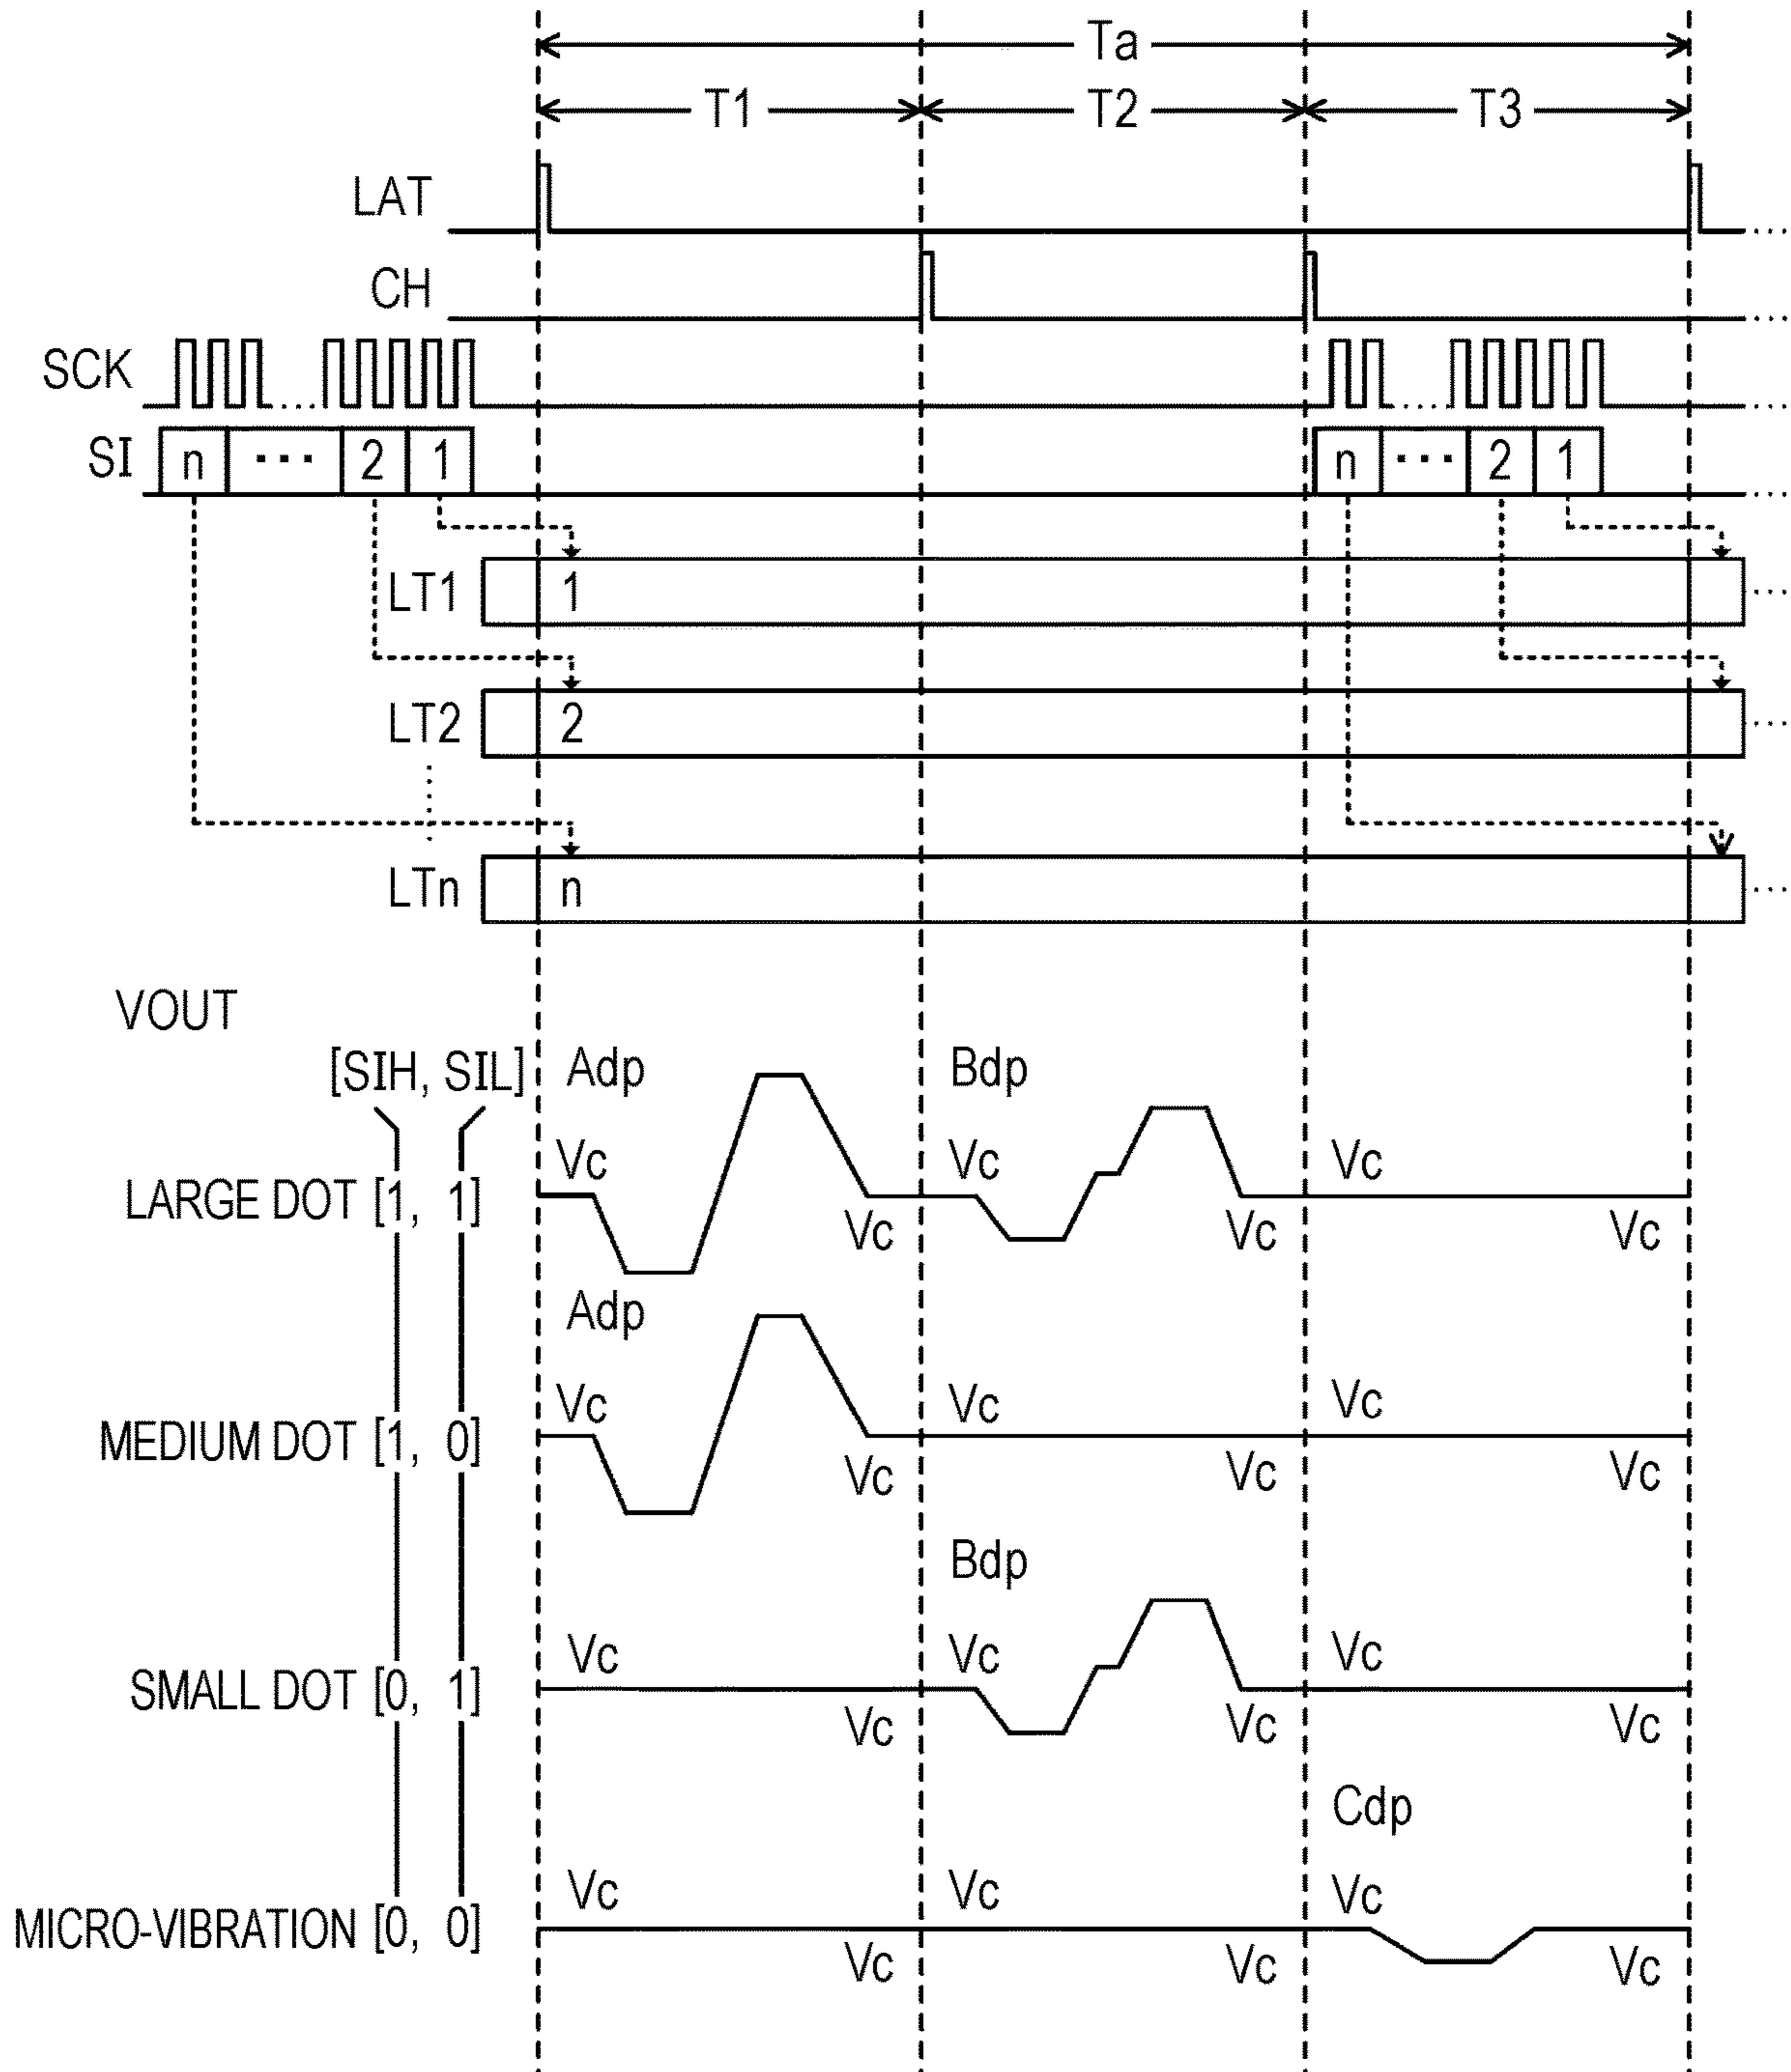 Ta
T1 T2 T3
LAT
CH
SCK
SI n ··· 2 1 n ··· 2 1
LT1 1
LT2 2
LTn n
VOUT
[SIH, SIL] Adp Bdp
Vc Vc Vc
LARGE DOT [1, 1]
Vc Vc Vc
Adp
Vc Vc Vc
MEDIUM DOT [1, 0]
Vc Vc Vc
Bdp
Vc Vc Vc
SMALL DOT [0, 1]
Vc Vc Vc
Cdp
Vc Vc Vc
MICRO-VIBRATION [0, 0]
Vc Vc Vc